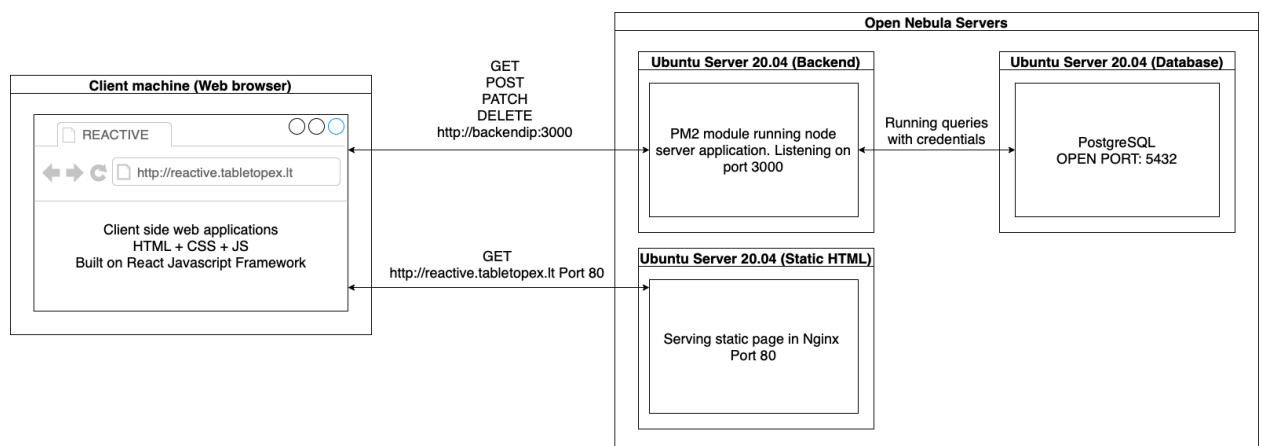 Open Nebula Servers
Client machine (Web browser)
REACTIVE
http://reactive.tabletopex.lt
Client side web applications
HTML + CSS + JS
Built on React Javascript Framework
GET
POST
PATCH
DELETE
http://backendip:3000
GET
http://reactive.tabletopex.lt Port 80
Ubuntu Server 20.04 (Backend)
PM2 module running node
server application. Listening on
port 3000
Running queries
with credentials
Ubuntu Server 20.04 (Database)
PostgreSQL
OPEN PORT: 5432
Ubuntu Server 20.04 (Static HTML)
Serving static page in Nginx
Port 80